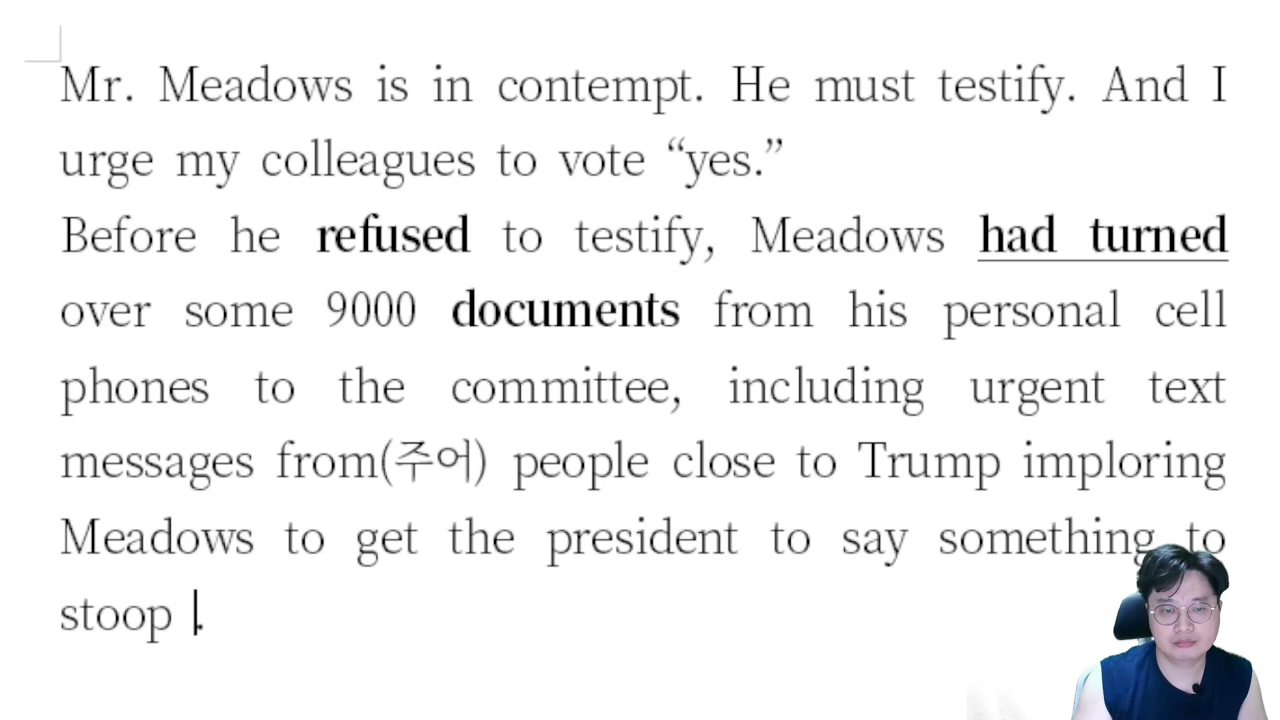 Mr. Meadows is in contempt. He must testify. And I
urge my colleagues to vote “yes.”
Before he refused to testify, Meadows had turned
over some 9000 documents from his personal cell
phones to the committee, including urgent text
messages from(주어) people close to Trump imploring
Meadows to get the president to say something to
stoop .